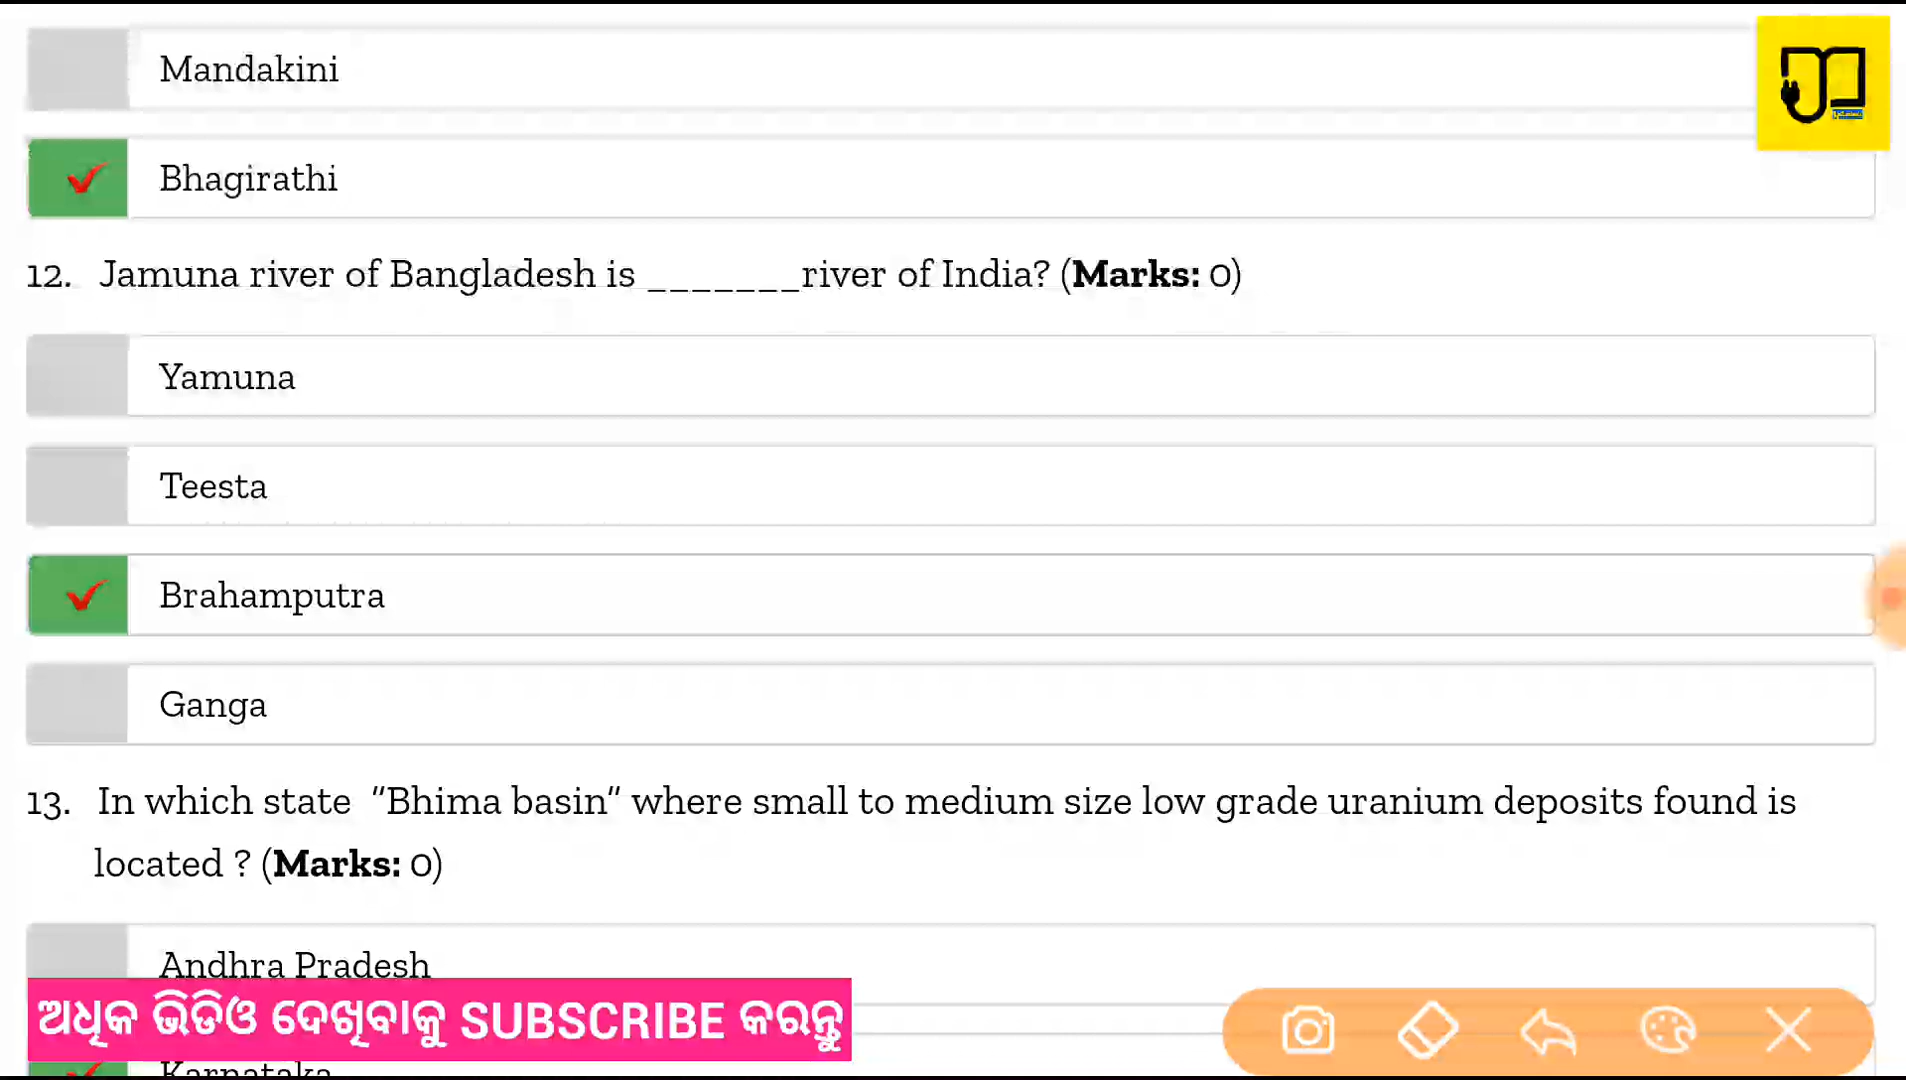 Mandakini
Bhagirathi
12. Jamuna river of Bangladesh is _______river of India? (Marks: 0)
Yamuna
Teesta
Brahamputra
Ganga
13. In which state "Bhima basin" where small to medium size low grade uranium deposits found is
located ? (Marks: 0)
Andhra Pradesh
ଅଧିକ ଭିଡିଓ ଦେଖିବାକୁ SUBSCRIBE କରନ୍ତୁ
Karnataka